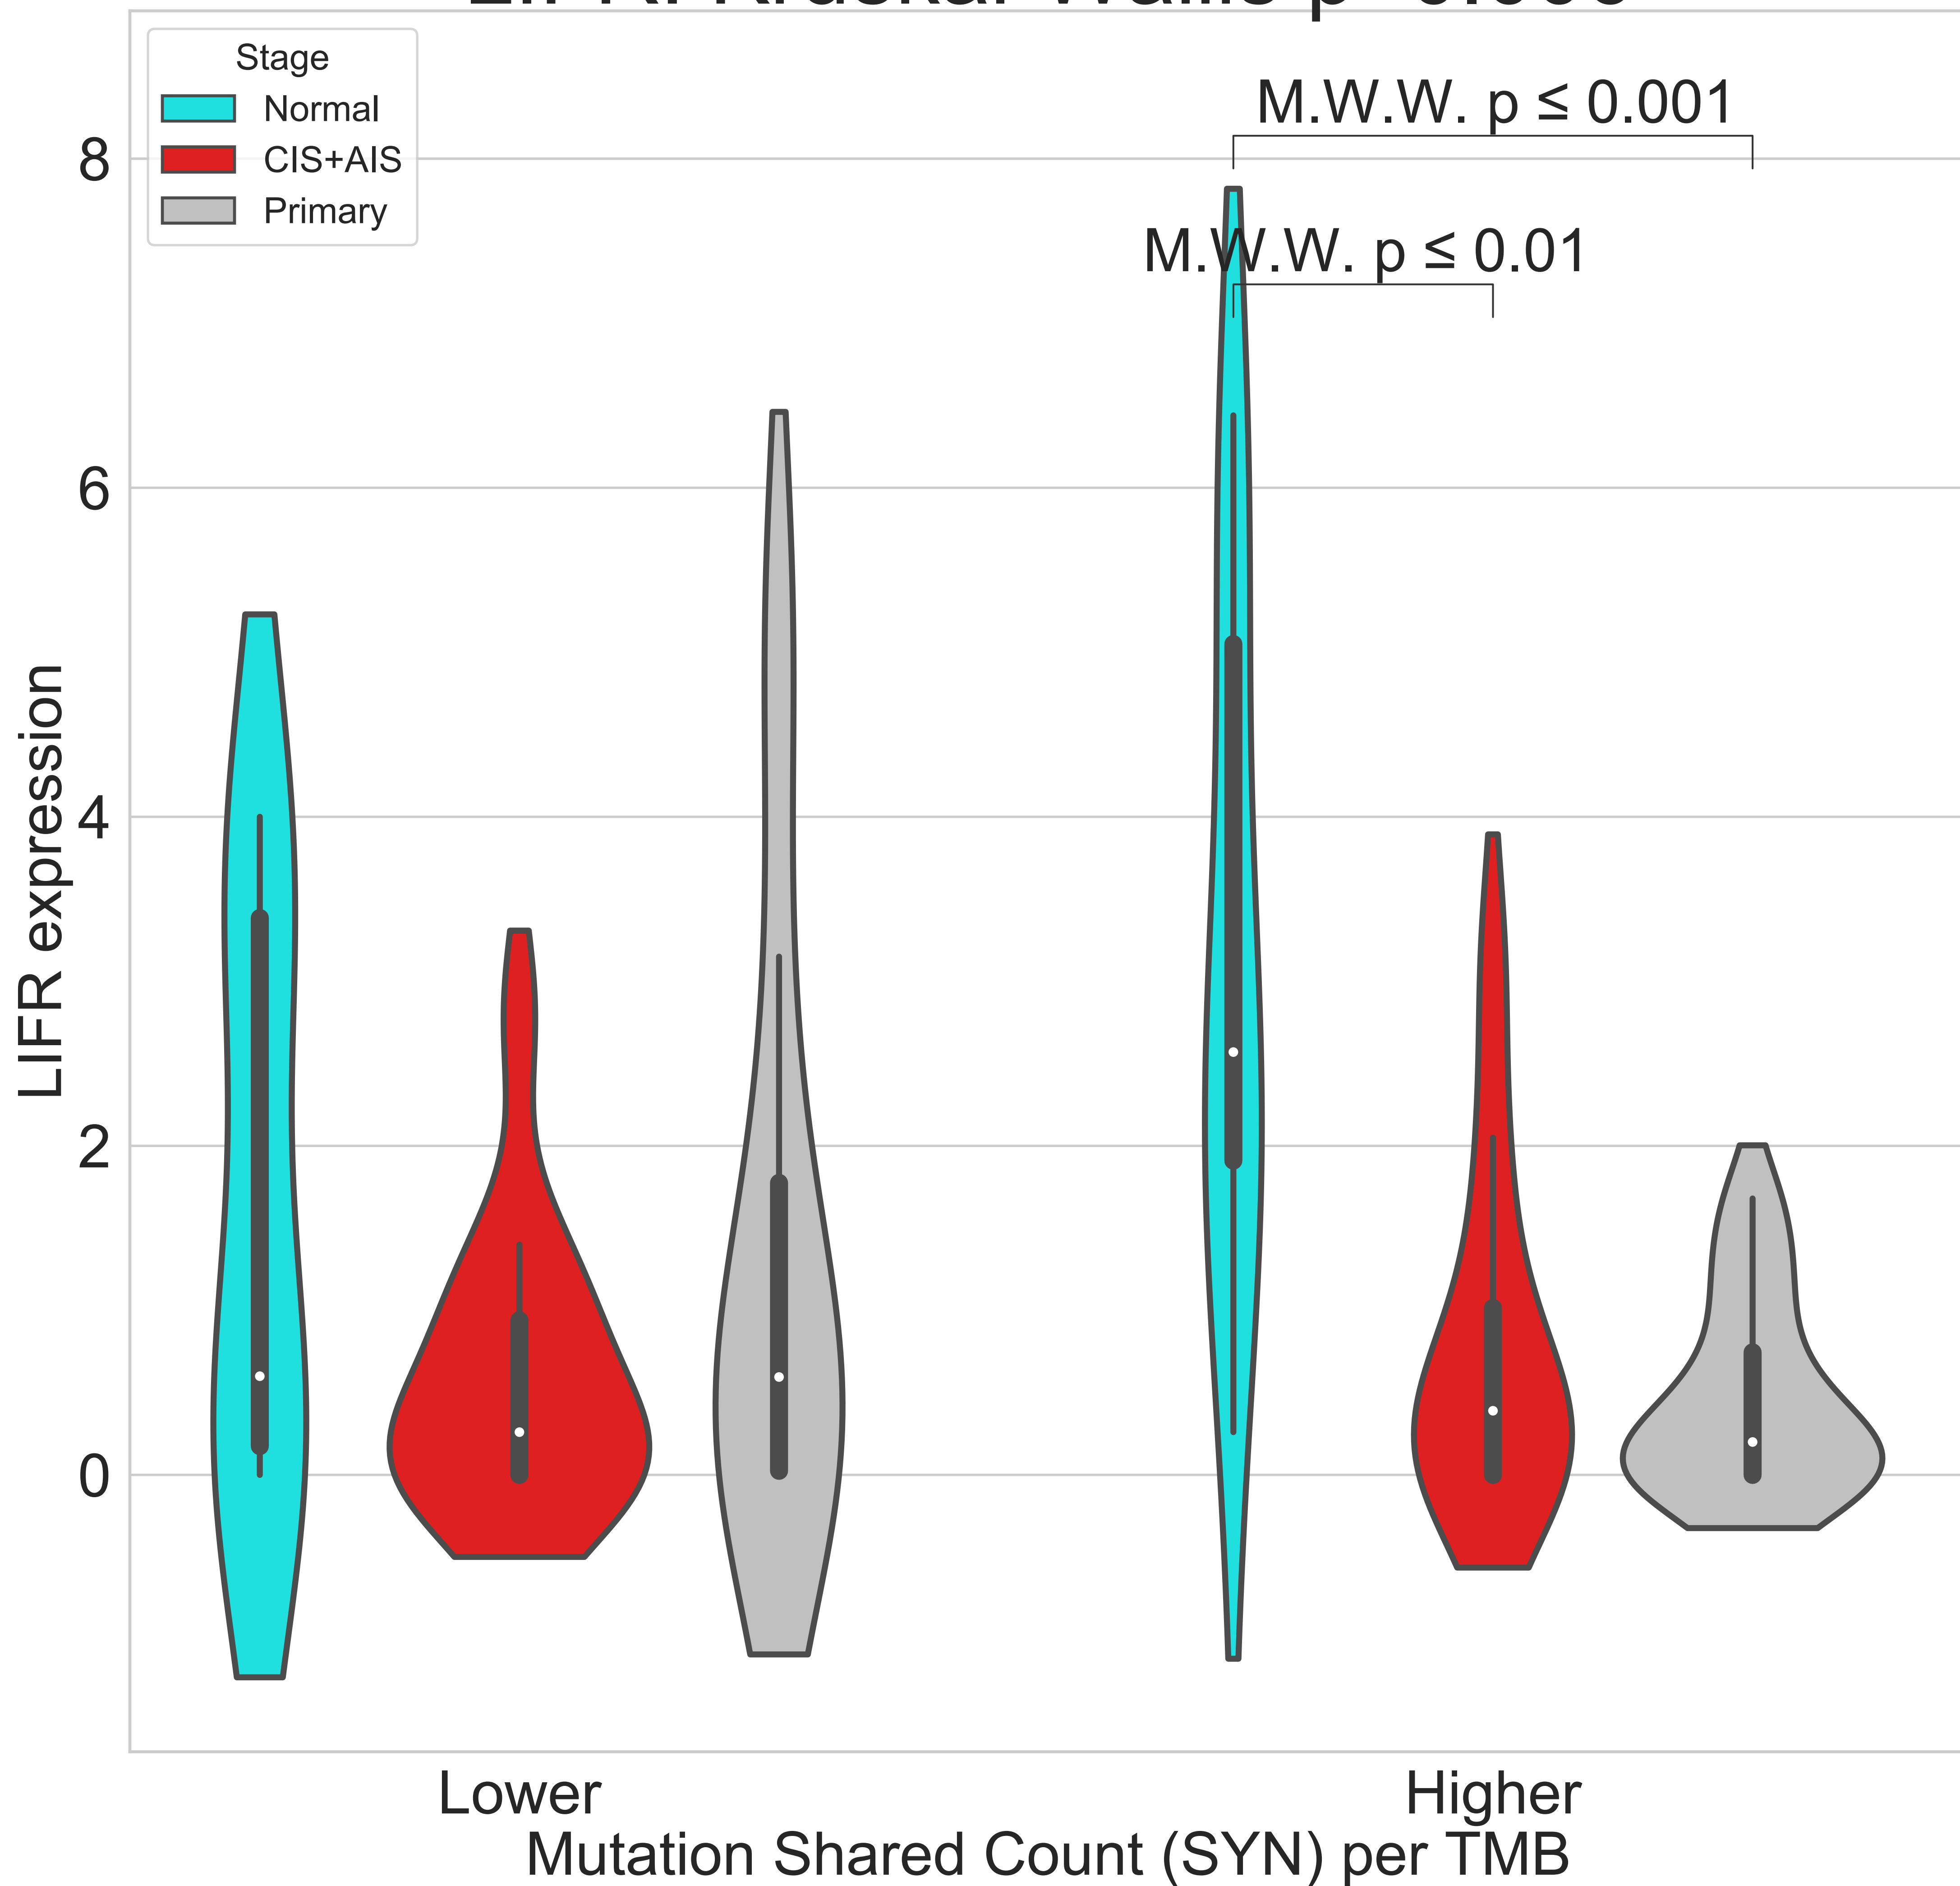 Stage
Normal
CIS+AIS
Primary
M.W.W. p ≤ 0.001
M.W.W. p ≤ 0.01
8
6
4
2
0
LIFR expression
Lower
Higher
Mutation Shared Count (SYN) per TMB